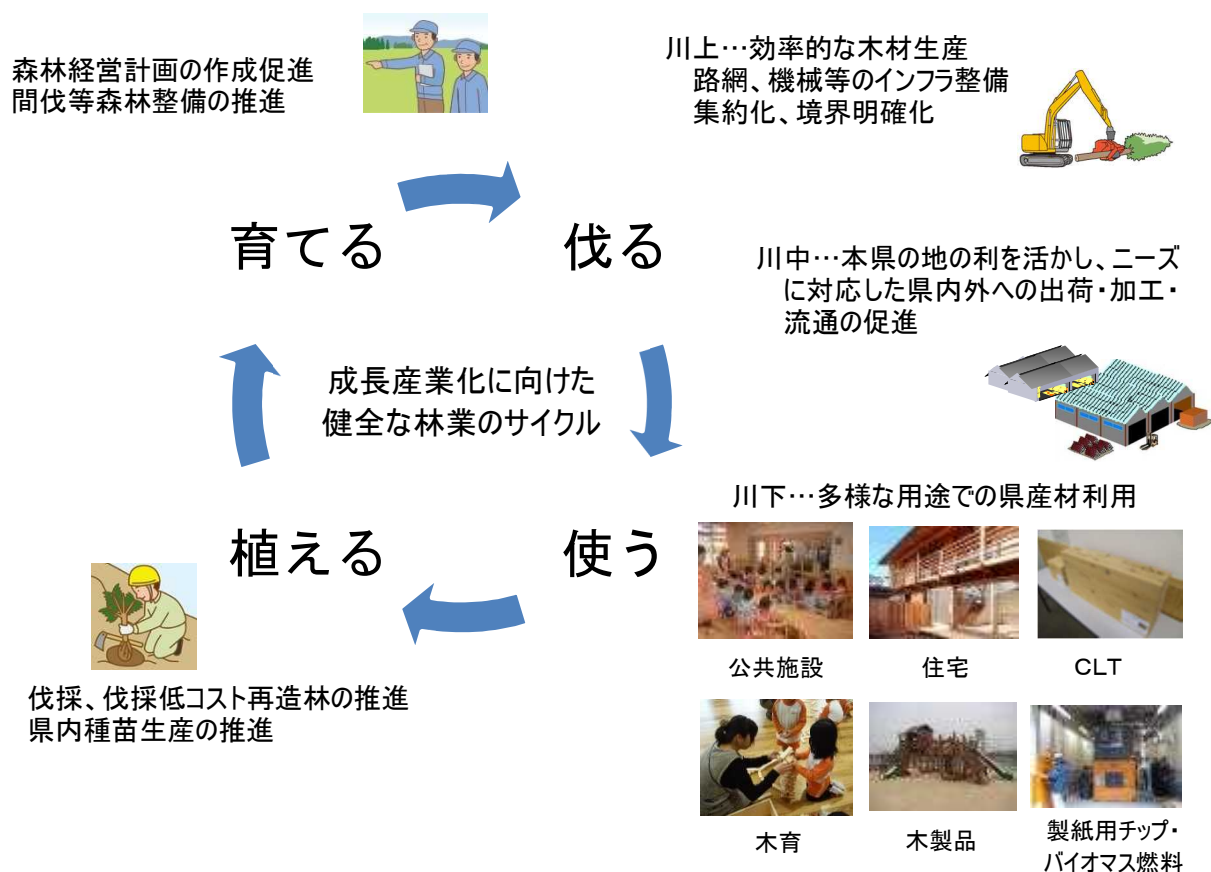 森林経営計画の作成促進
間伐等森林整備の推進
川上…効率的な木材生産
路網、機械等のインフラ整備
集約化、境界明確化
育てる
伐る
川中…本県の地の利を活かし、ニーズ
に対応した県内外への出荷・加工・
流通の促進
成長産業化に向けた
健全な林業のサイクル
川下…多様な用途での県産材利用
植える
使う
公共施設
住宅
CLT
伐採、伐採低コスト再造林の推進
県内種苗生産の推進
木育
木製品
製紙用チップ・
バイオマス燃料